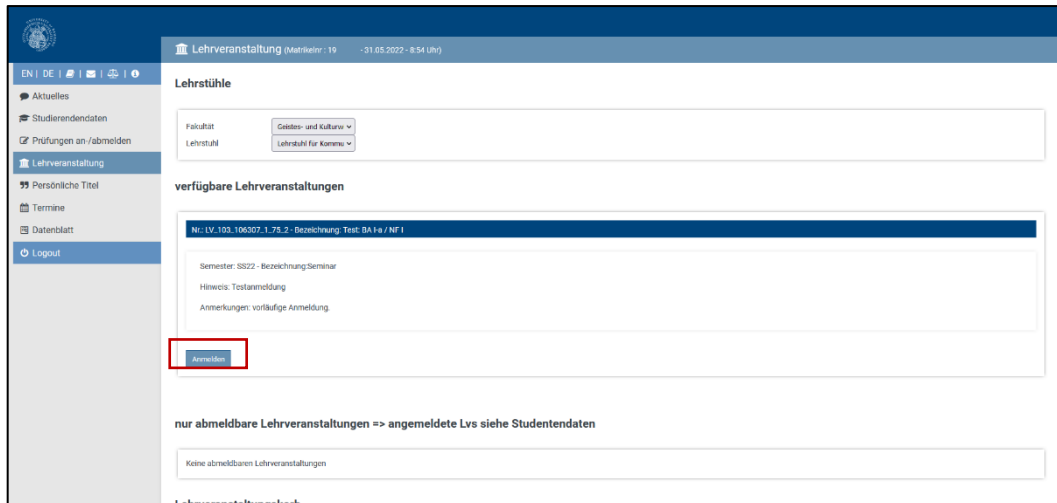 Lehrveranstaltung (Matrikelnr : 19 - 31.05.2022 - 8:54 Uhr)
EN | DE | | | |
Aktuelles
Studierendendaten
Prüfungen an-/abmelden
Lehrveranstaltung
Persönliche Titel
Termine
Datenblatt
Logout
Lehrstühle
Fakultät Geistes- und Kulturw
Lehrstuhl Lehrstuhl für Kommu
verfügbare Lehrveranstaltungen
Nr.: LV_103_106307_1_75_2 - Bezeichnung: Test: BA I-a / NF I
Semester: SS22 - Bezeichnung:Seminar
Hinweis: Testanmeldung
Anmerkungen: vorläufige Anmeldung.
Anmelden
nur abmeldbare Lehrveranstaltungen => angemeldete Lvs siehe Studentendaten
Keine abmeldbaren Lehrveranstaltungen